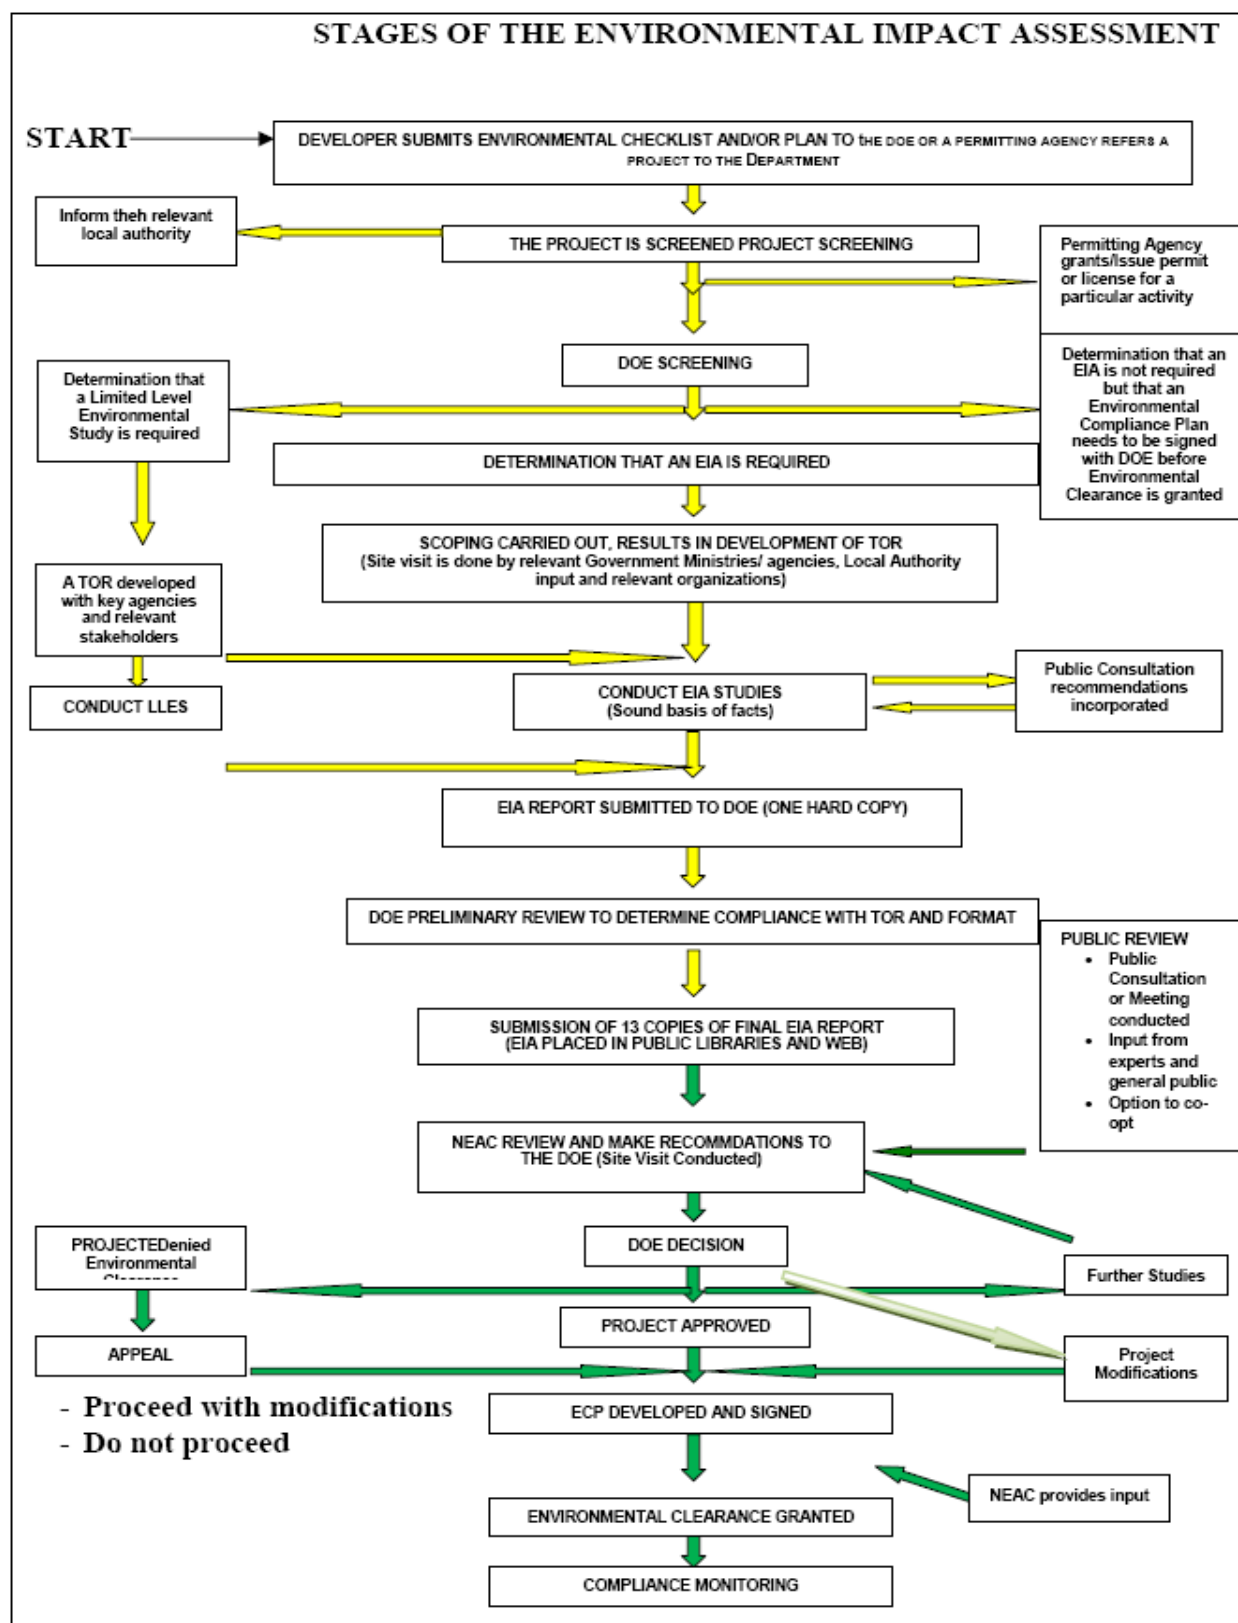 STAGES OF THE ENVIRONMENTAL IMPACT ASSESSMENT
START
DEVELOPER SUBMITS ENVIRONMENTAL CHECKLIST AND/OR PLAN TO tHE DOE OR A PERMITTING AGENCY REFERS A
PROJECT TO THE DEPARTMENT
Inform theh relevant
local authority
THE PROJECT IS SCREENED PROJECT SCREENING
Permitting Agency
grants/Issue permit
or license for a
particular activity
DOE SCREENING
Determination that
a Limited Level
Environmental
Study is required
Determination that an
EIA is not required
but that an
Environmental
Compliance Plan
needs to be signed
with DOE before
Environmental
Clearance is granted
DETERMINATION THAT AN EIA IS REQUIRED
SCOPING CARRIED OUT, RESULTS IN DEVELOPMENT OF TOR
(Site visit is done by relevant Government Ministries/ agencies, Local Authority
input and relevant organizations)
A TOR developed
with key agencies
and relevant
stakeholders
CONDUCT LLES
CONDUCT EIA STUDIES
(Sound basis of facts)
Public Consultation
recommendations
incorporated
EIA REPORT SUBMITTED TO DOE (ONE HARD COPY)
DOE PRELIMINARY REVIEW TO DETERMINE COMPLIANCE WITH TOR AND FORMAT
PUBLIC REVIEW
• Public
Consultation
or Meeting
conducted
• Input from
experts and
general public
• Option to co-
opt
SUBMISSION OF 13 COPIES OF FINAL EIA REPORT
(EIA PLACED IN PUBLIC LIBRARIES AND WEB)
NEAC REVIEW AND MAKE RECOMMDATIONS TO
THE DOE (Site Visit Conducted)
PROJECTEDenied
Environmental
Clearance
DOE DECISION
Further Studies
PROJECT APPROVED
APPEAL
Project
Modifications
- Proceed with modifications
- Do not proceed
ECP DEVELOPED AND SIGNED
NEAC provides input
ENVIRONMENTAL CLEARANCE GRANTED
COMPLIANCE MONITORING